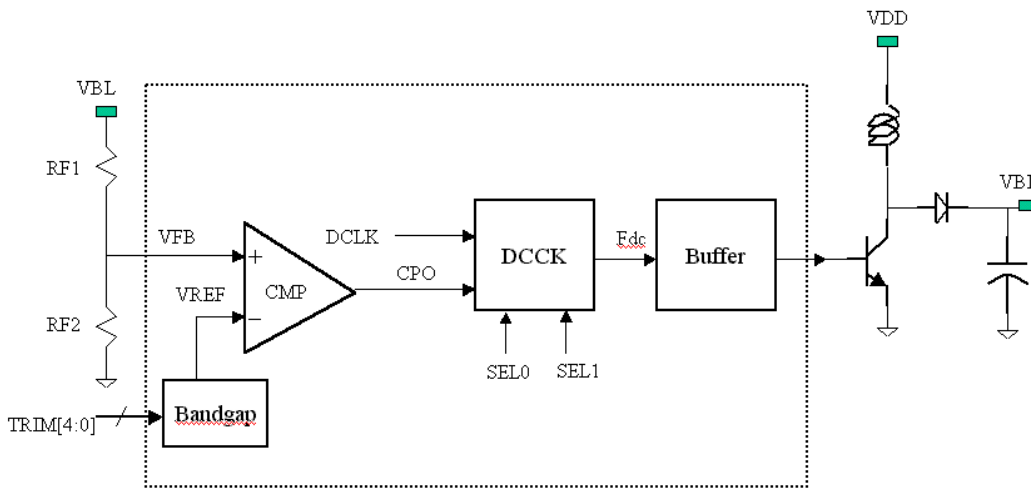 VDD
VBL
RF1
VBL
VFB
+
DCLK
DCCK
Fdc
Buffer
CMP
CPO
VREF
−
RF2
SEL0
SEL1
Bandgap
TRIM[4:0]